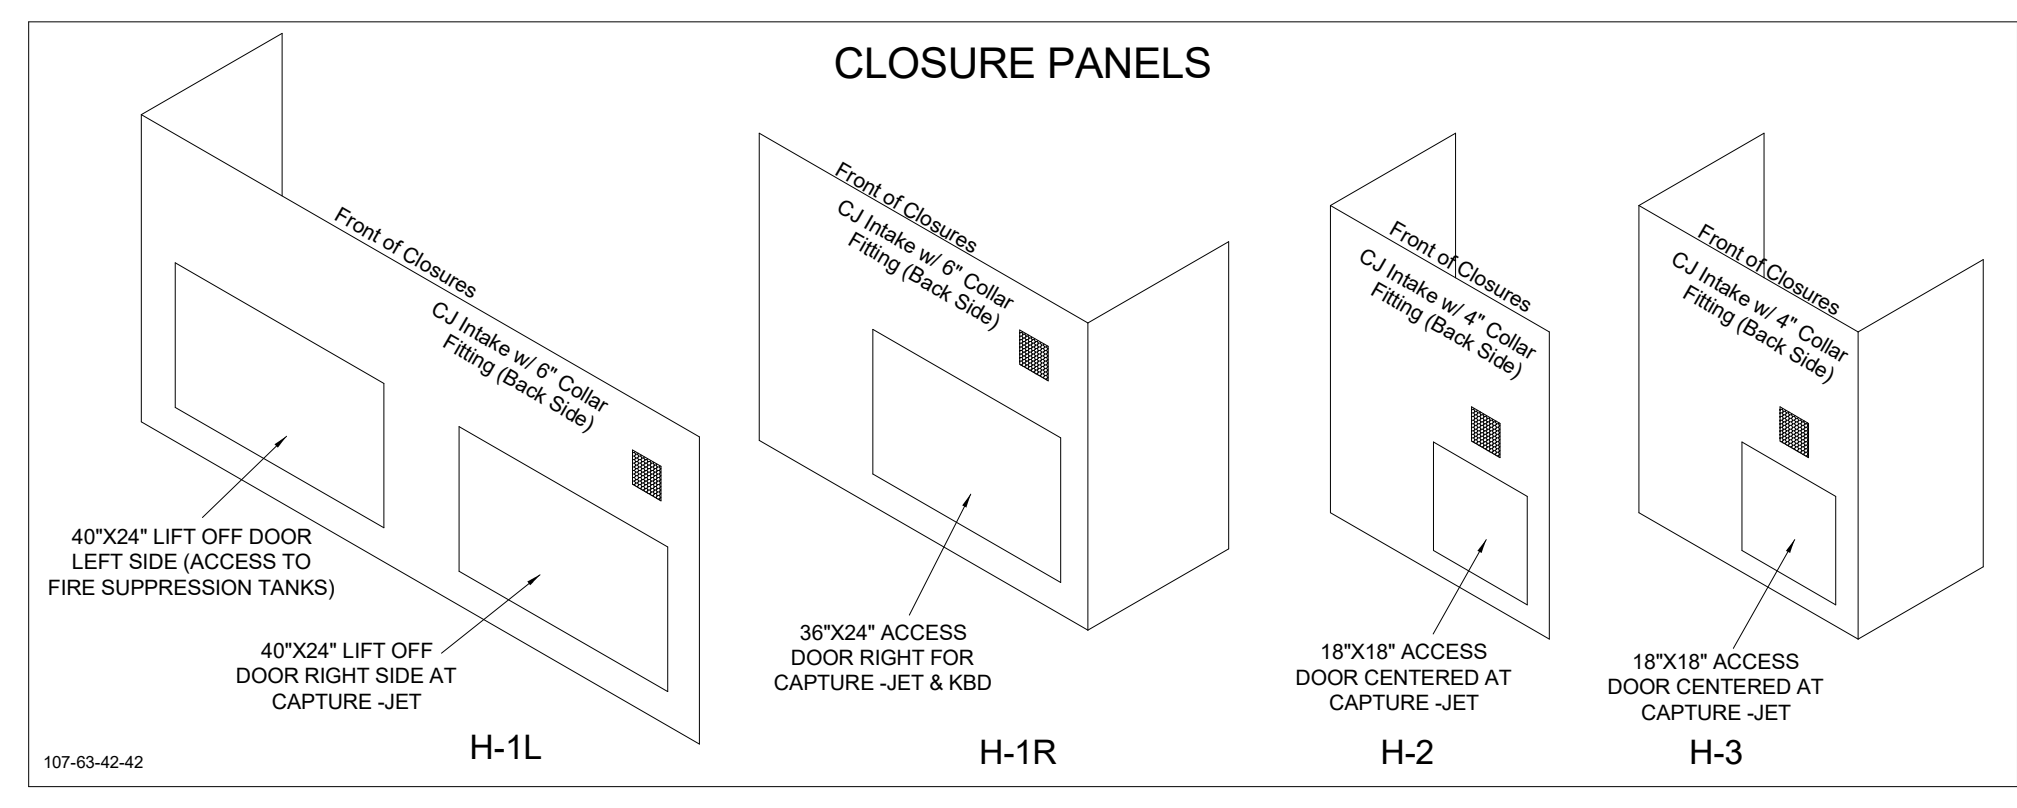 CLOSURE PANELS
Front of Closures
CJ Intake w/ 6" Collar
Fitting (Back Side)
40"X24" LIFT OFF DOOR
LEFT SIDE (ACCESS TO
FIRE SUPPRESSION TANKS)
40"X24" LIFT OFF
DOOR RIGHT SIDE AT
CAPTURE -JET
H-1L
Front of Closures
CJ Intake w/ 6" Collar
Fitting (Back Side)
36"X24" ACCESS
DOOR RIGHT FOR
CAPTURE -JET & KBD
H-1R
Front of Closures
CJ Intake w/ 4" Collar
Fitting (Back Side)
18"X18" ACCESS
DOOR CENTERED AT
CAPTURE -JET
H-2
Front of Closures
CJ Intake w/ 4" Collar
Fitting (Back Side)
18"X18" ACCESS
DOOR CENTERED AT
CAPTURE -JET
H-3
107-63-42-42